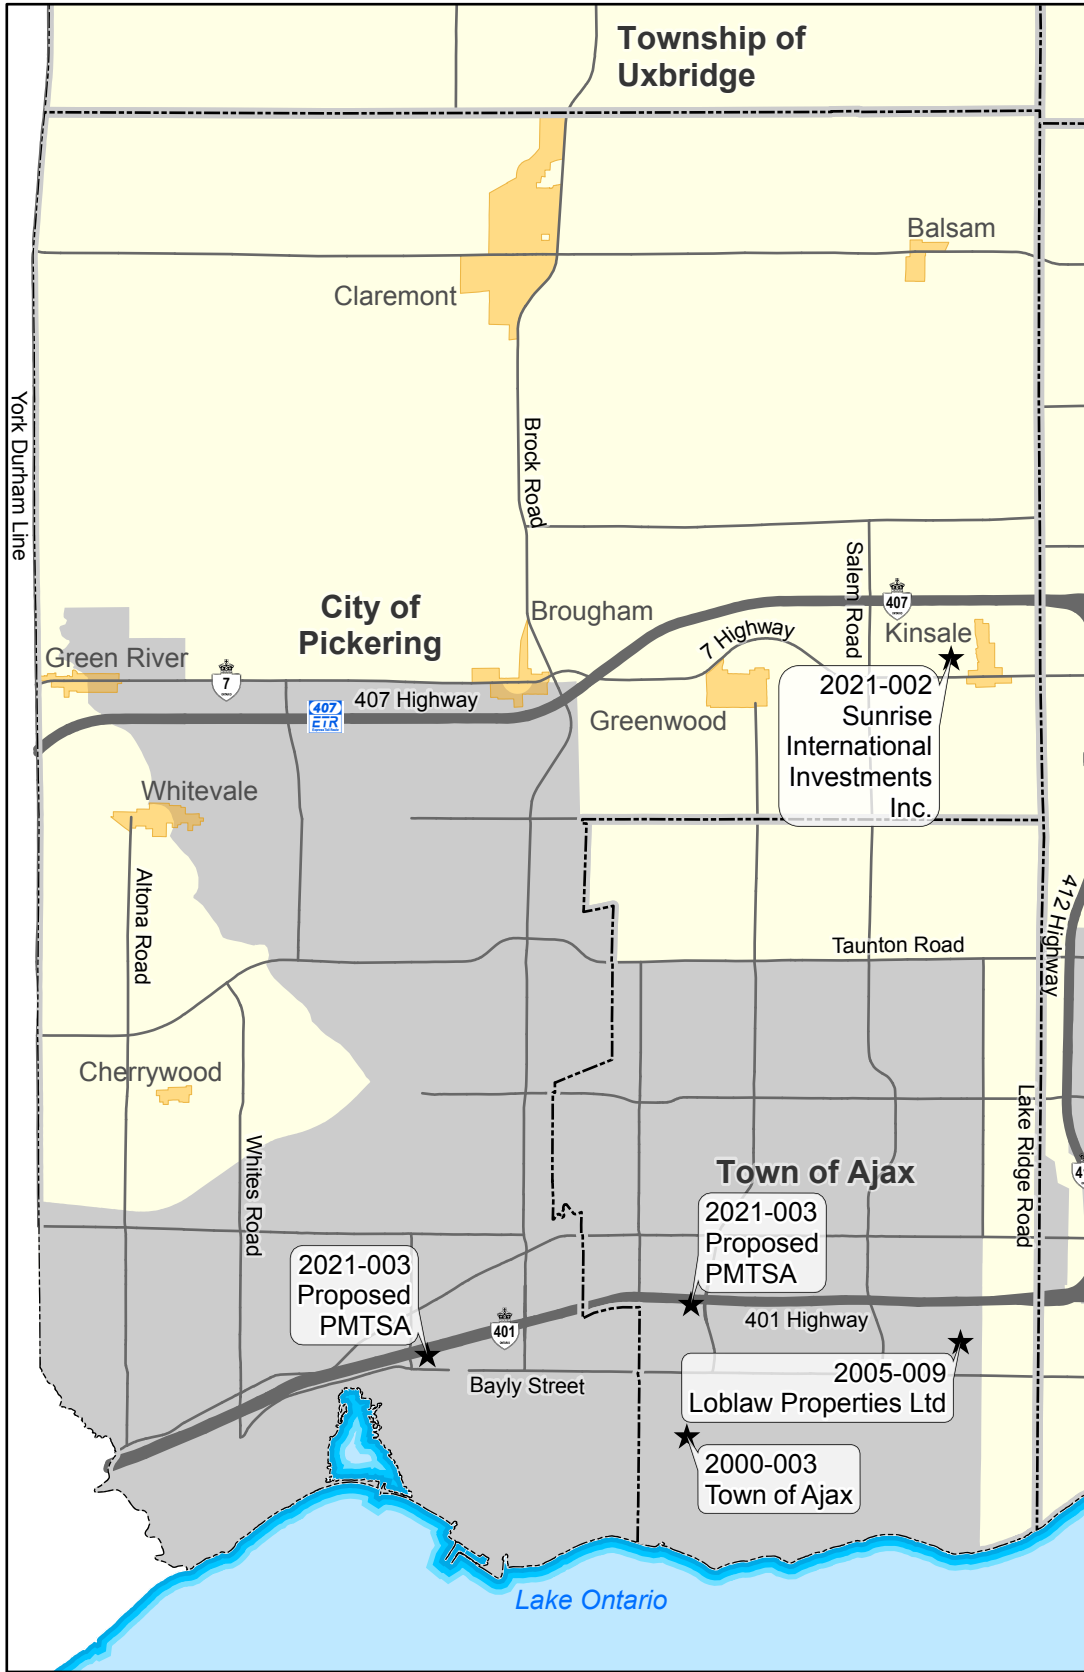 Township of
Uxbridge
Balsam
Claremont
York Durham Line
Brock Road
Salem Road
407
City of
Pickering
Brougham
7 Highway
Kinsale
Green River
7
407 Highway
407
ETR
Greenwood
2021-002
Sunrise
International
Investments
Inc.
Whitevale
Altona Road
412 Highway
Taunton Road
Cherrywood
Lake Ridge Road
Whites Road
Town of Ajax
2021-003
Proposed
PMTSA
2021-003
Proposed
PMTSA
401
401 Highway
Bayly Street
2005-009
Loblaw Properties Ltd
2000-003
Town of Ajax
Lake Ontario